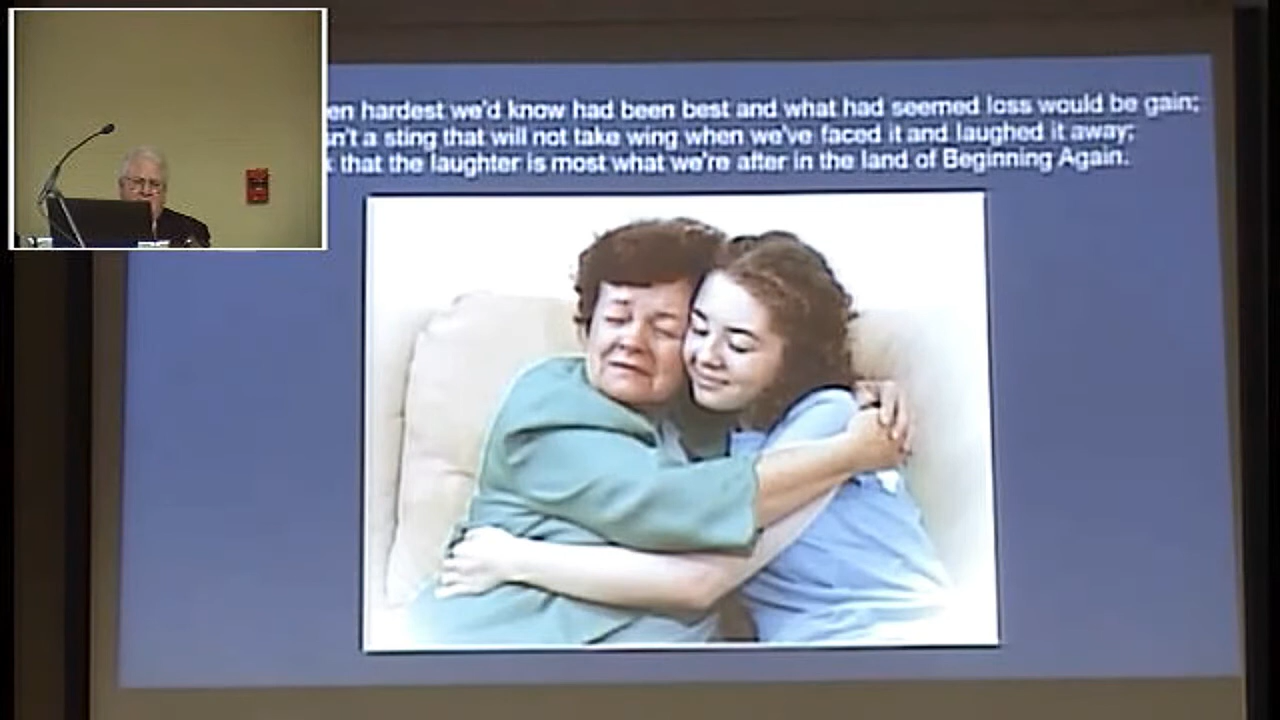 hardest we'd know had been best and what had seemed loss would be gain;
a sting that will not take wing when we've faced it and laughed it away;
that the laughter is most what we're after in the land of Beginning Again.